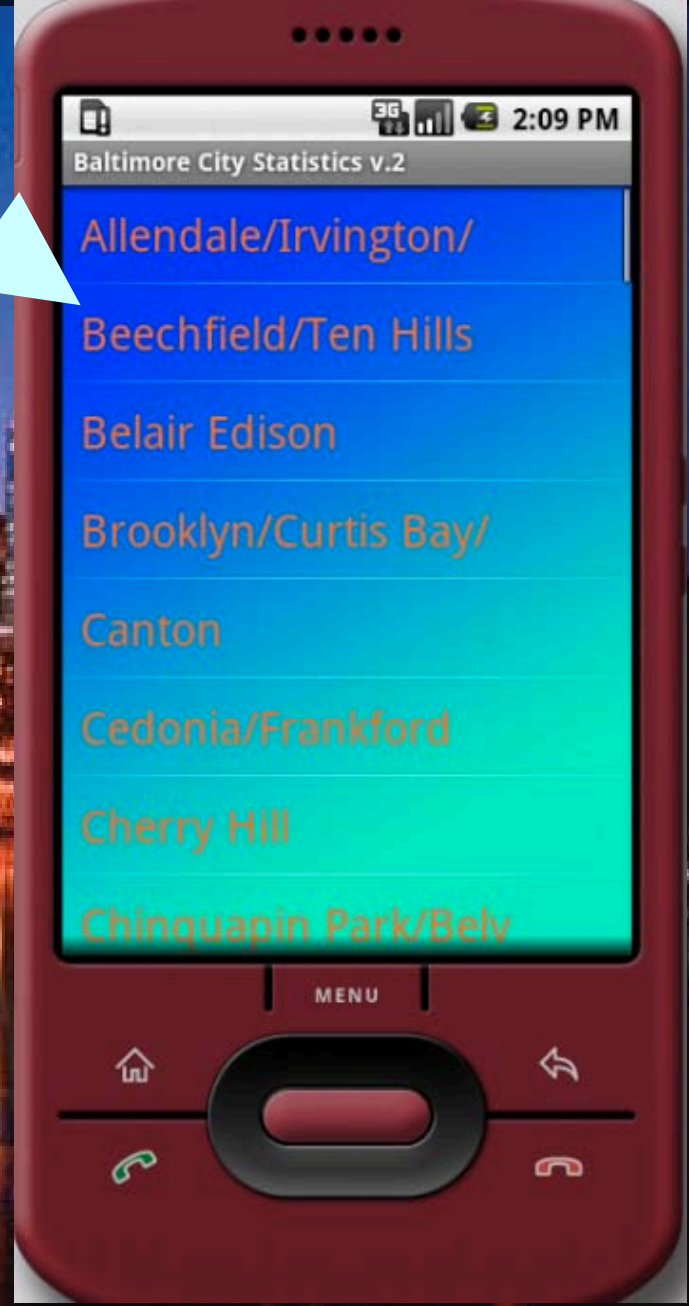 3G 2:09 PM
Baltimore City Statistics v.2
Allendale/Irvington/
Beechfield/Ten Hills
Belair Edison
Brooklyn/Curtis Bay/
Canton
Cedonia/Frankford
Cherry Hill
Chinquapin Park/Belv
MENU